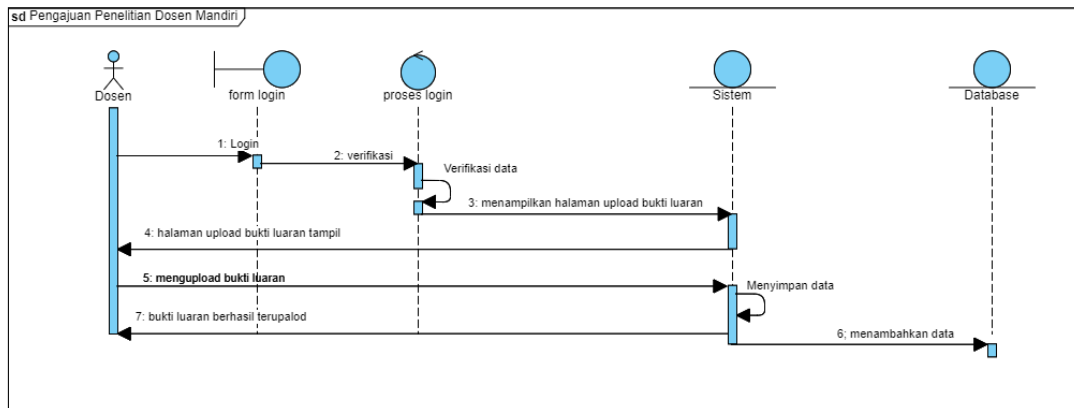 sd Pengajuan Penelitian Dosen Mandiri
Dosen
form login
proses login
Sistem
Database
1: Login
2: verifikasi
Verifikasi data
3: menampilkan halaman upload bukti luaran
4: halaman upload bukti luaran tampil
5: mengupload bukti luaran
Menyimpan data
7: bukti luaran berhasil terupalod
6; menambahkan data